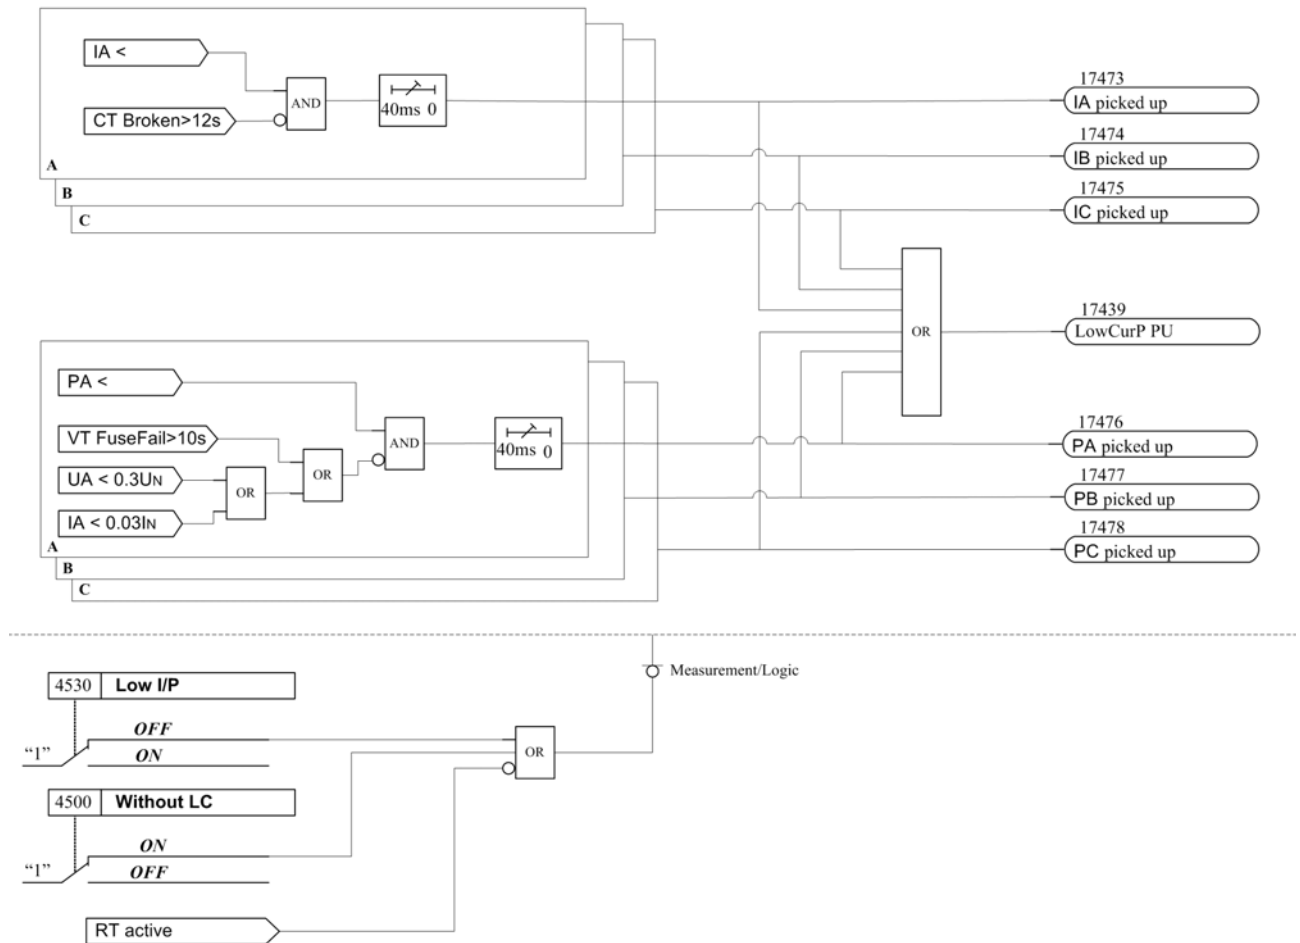 IA <
CT Broken>12s
AND
40ms 0
A
B
C
17473
IA picked up
17474
IB picked up
17475
IC picked up
OR
17439
LowCurP PU
PA <
VT FuseFail>10s
UA < 0.3UN
IA < 0.03IN
OR
OR
AND
40ms 0
A
B
C
17476
PA picked up
17477
PB picked up
17478
PC picked up
Measurement/Logic
4530 Low I/P
OFF
"1" ON
OR
4500 Without LC
ON
"1" OFF
RT active